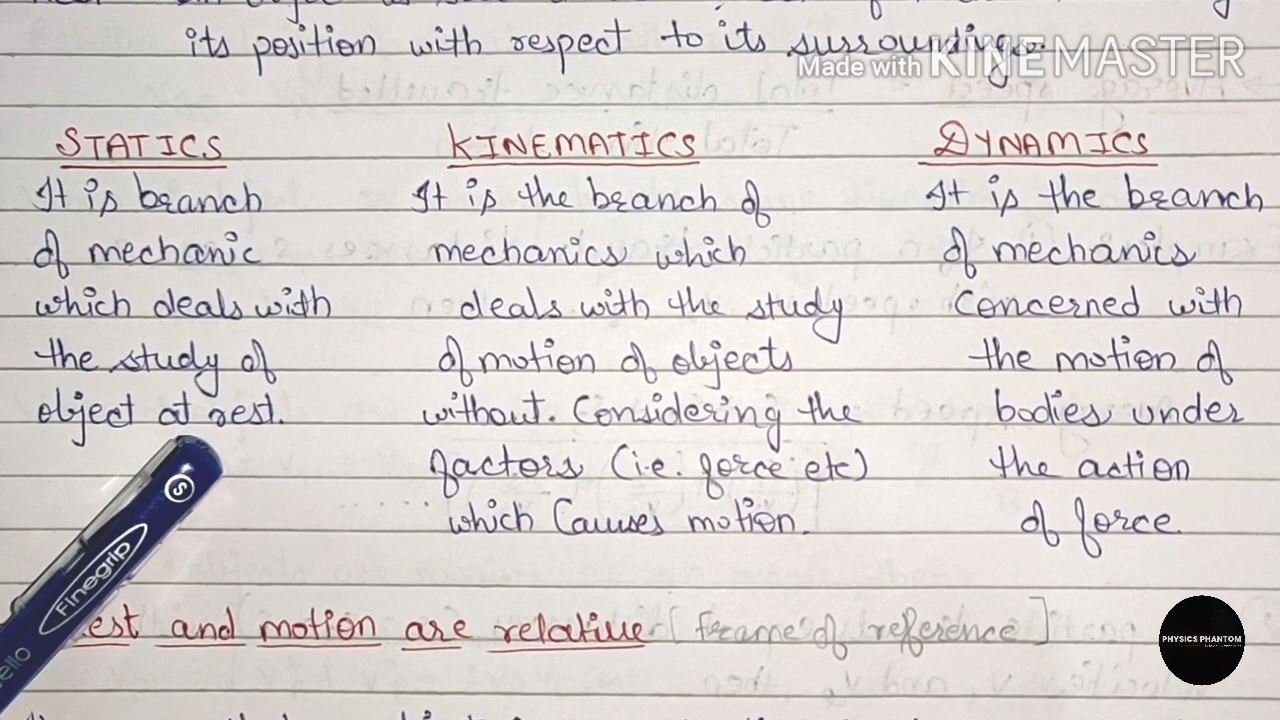 its position with respect to its surroundings.
Made with KINEMASTER
STATICS
It is branch
of mechanic
which deals with
the study of
object at rest.
KINEMATICS
It is the branch of
mechanics which
deals with the study
of motion of objects
without. Considering the
factors (i.e. force etc)
which Causes motion.
DYNAMICS
It is the branch
of mechanics
Concerned with
the motion of
bodies under
the action
of force.
est and motion are relative [frame of reference]
S
Finegrip
ello
PHYSICS PHANTOM